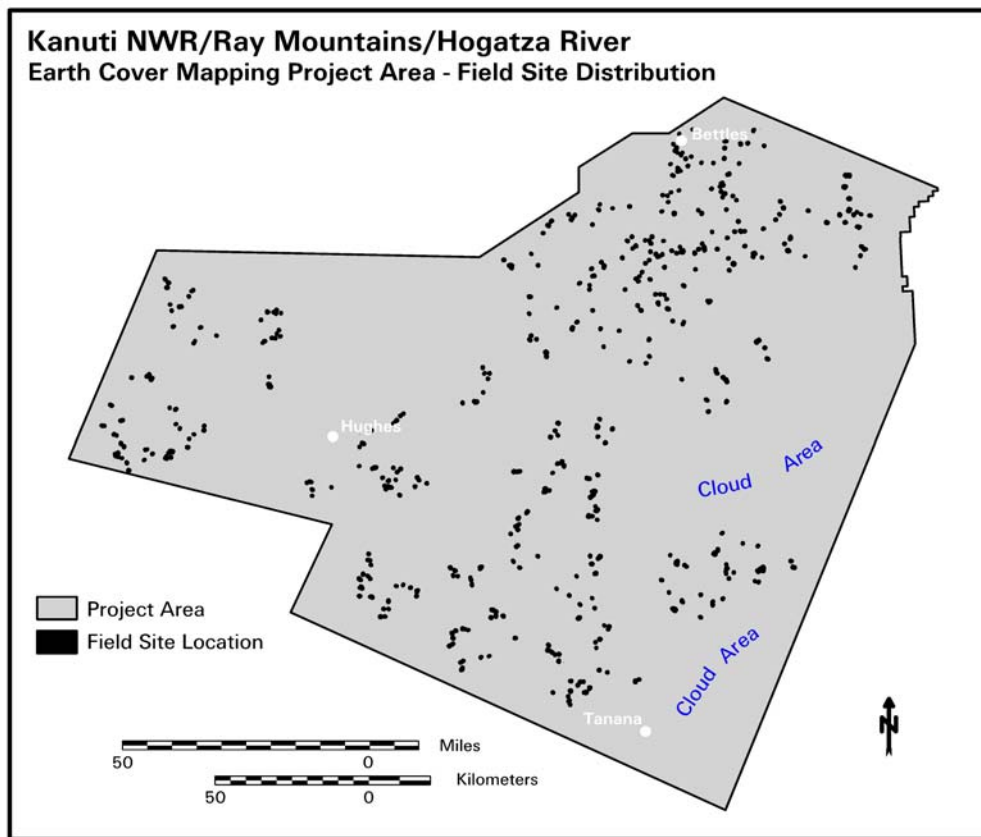 Kanuti NWR/Ray Mountains/Hogatza River
Earth Cover Mapping Project Area - Field Site Distribution
Bettles
Hughes
Cloud Area
Project Area
Field Site Location
Cloud Area
Tanana
N
Miles
50 0
Kilometers
50 0